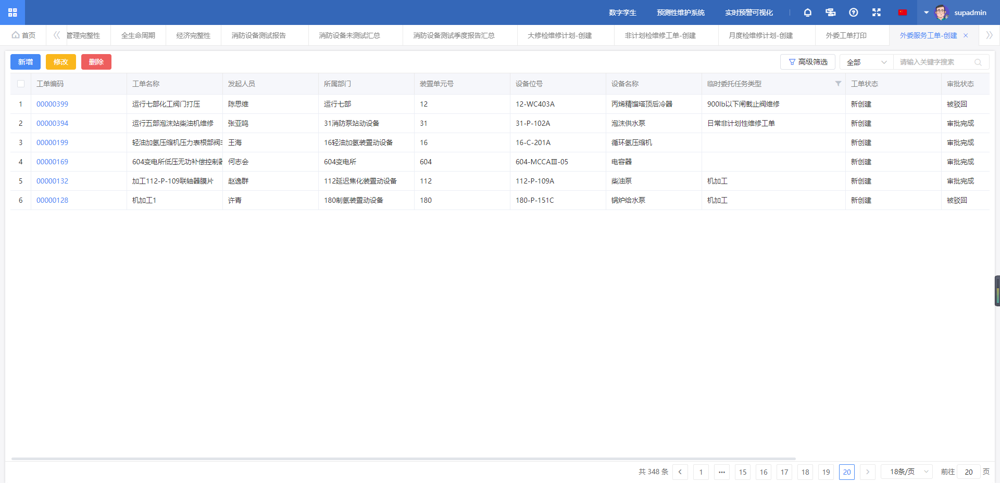 数字孪生 预测性维护系统 实时预警可视化 supadmin
首页 管理完整性 全生命周期 经济完整性 消防设备测试报告 消防设备未测试汇总 消防设备测试季度报告汇总 大修检维修计划-创建 非计划检维修工单-创建 月度检维修计划-创建 外委工单打印 外委服务工单-创建
新增 修改 删除 高级筛选 全部 请输入关键字搜索
工单编码 工单名称 发起人员 所属部门 装置单元号 设备位号 设备名称 临时委托任务类型 工单状态 审批状态
1 00000399 运行七部化工阀门打压 陈思维 运行七部 12 12-WC403A 丙烯精馏塔顶后冷器 900lb以下闸截止阀维修 新创建 被驳回
2 00000394 运行五部泡沫站柴油机维修 张亚鸣 31消防泵站动设备 31 31-P-102A 泡沫供水泵 日常非计划性维修工单 新创建 审批完成
3 00000199 轻油加氢压缩机压力表根部阀 王海 16轻油加氢装置动设备 16 16-C-201A 循环氢压缩机 新创建 审批完成
4 00000169 604变电所低压无功补偿控制器 何志会 604变电所 604 604-MCCAⅢ-05 电容器 新创建 审批完成
5 00000132 加工112-P-109联轴器膜片 赵逸群 112延迟焦化装置动设备 112 112-P-109A 柴油泵 机加工 新创建 审批完成
6 00000128 机加工1 许青 180制氢装置动设备 180 180-P-151C 锅炉给水泵 机加工 新创建 被驳回
共 348 条 1 ••• 15 16 17 18 19 20 18条/页 前往 20 页